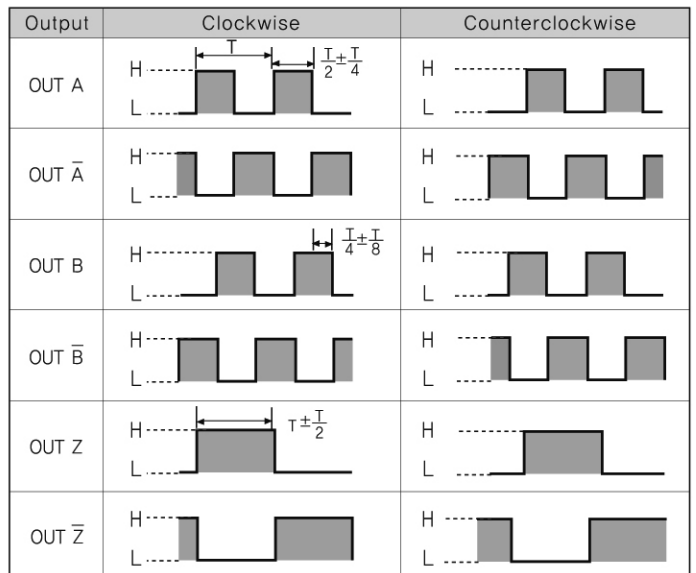 Output Clockwise Counterclockwise
OUT A H L T T/2±T/4 H L
OUT A̅ H L H L
OUT B H L T/4±T/8 H L
OUT B̅ H L H L
OUT Z H L T±T/2 H L
OUT Z̅ H L H L